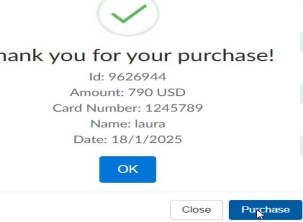 hank you for your purchase!
Id: 9626944
Amount: 790 USD
Card Number: 1245789
Name: laura
Date: 18/1/2025
OK
Close Purchase